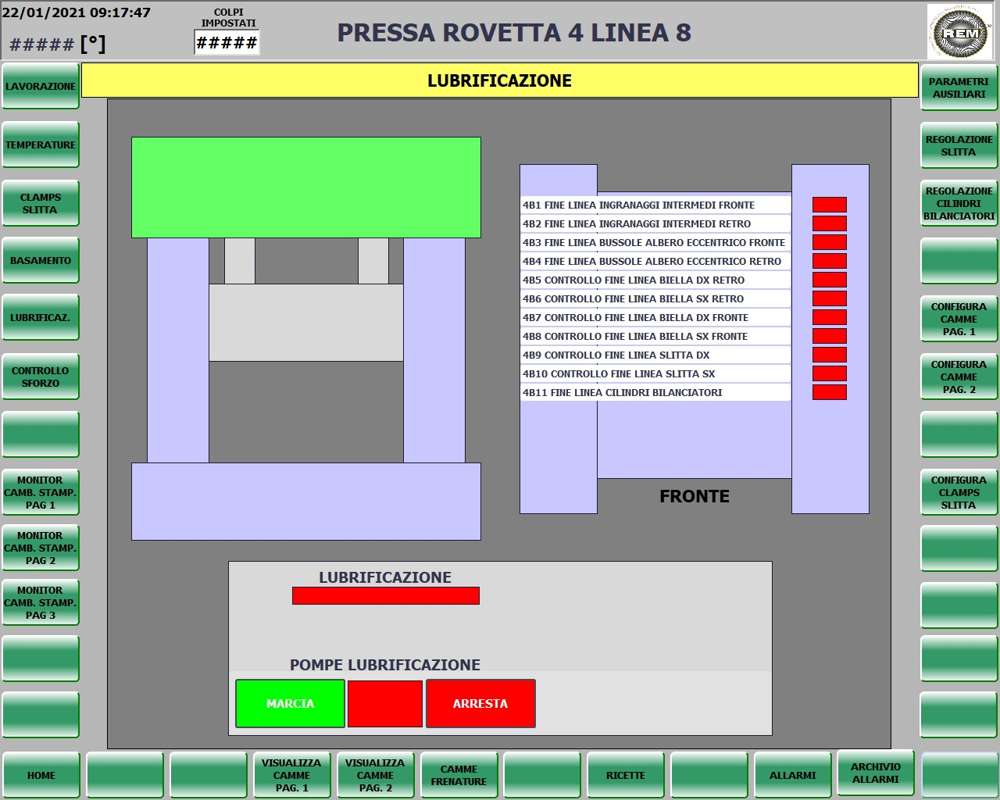 22/01/2021 09:17:47
##### [°]
COLPI
IMPOSTATI
#####
PRESSA ROVETTA 4 LINEA 8
REM
LUBRIFICAZIONE
LAVORAZIONE
TEMPERATURE
CLAMPS
SLITTA
BASAMENTO
LUBRIFICAZ.
CONTROLLO
SFORZO
MONITOR
CAMB. STAMP.
PAG 1
MONITOR
CAMB. STAMP.
PAG 2
MONITOR
CAMB. STAMP.
PAG 3
4B1 FINE LINEA INGRANAGGI INTERMEDI FRONTE
4B2 FINE LINEA INGRANAGGI INTERMEDI RETRO
4B3 FINE LINEA BUSSOLE ALBERO ECCENTRICO FRONTE
4B4 FINE LINEA BUSSOLE ALBERO ECCENTRICO RETRO
4B5 CONTROLLO FINE LINEA BIELLA DX RETRO
4B6 CONTROLLO FINE LINEA BIELLA SX RETRO
4B7 CONTROLLO FINE LINEA BIELLA DX FRONTE
4B8 CONTROLLO FINE LINEA BIELLA SX FRONTE
4B9 CONTROLLO FINE LINEA SLITTA DX
4B10 CONTROLLO FINE LINEA SLITTA SX
4B11 FINE LINEA CILINDRI BILANCIATORI
FRONTE
LUBRIFICAZIONE
POMPE LUBRIFICAZIONE
MARCIA
ARRESTA
PARAMETRI
AUSILIARI
REGOLAZIONE
SLITTA
REGOLAZIONE
CILINDRI
BILANCIATORI
CONFIGURA
CAMME
PAG. 1
CONFIGURA
CAMME
PAG. 2
CONFIGURA
CLAMPS
SLITTA
HOME
VISUALIZZA
CAMME
PAG. 1
VISUALIZZA
CAMME
PAG. 2
CAMME
FRENATURE
RICETTE
ALLARMI
ARCHIVIO
ALLARMI